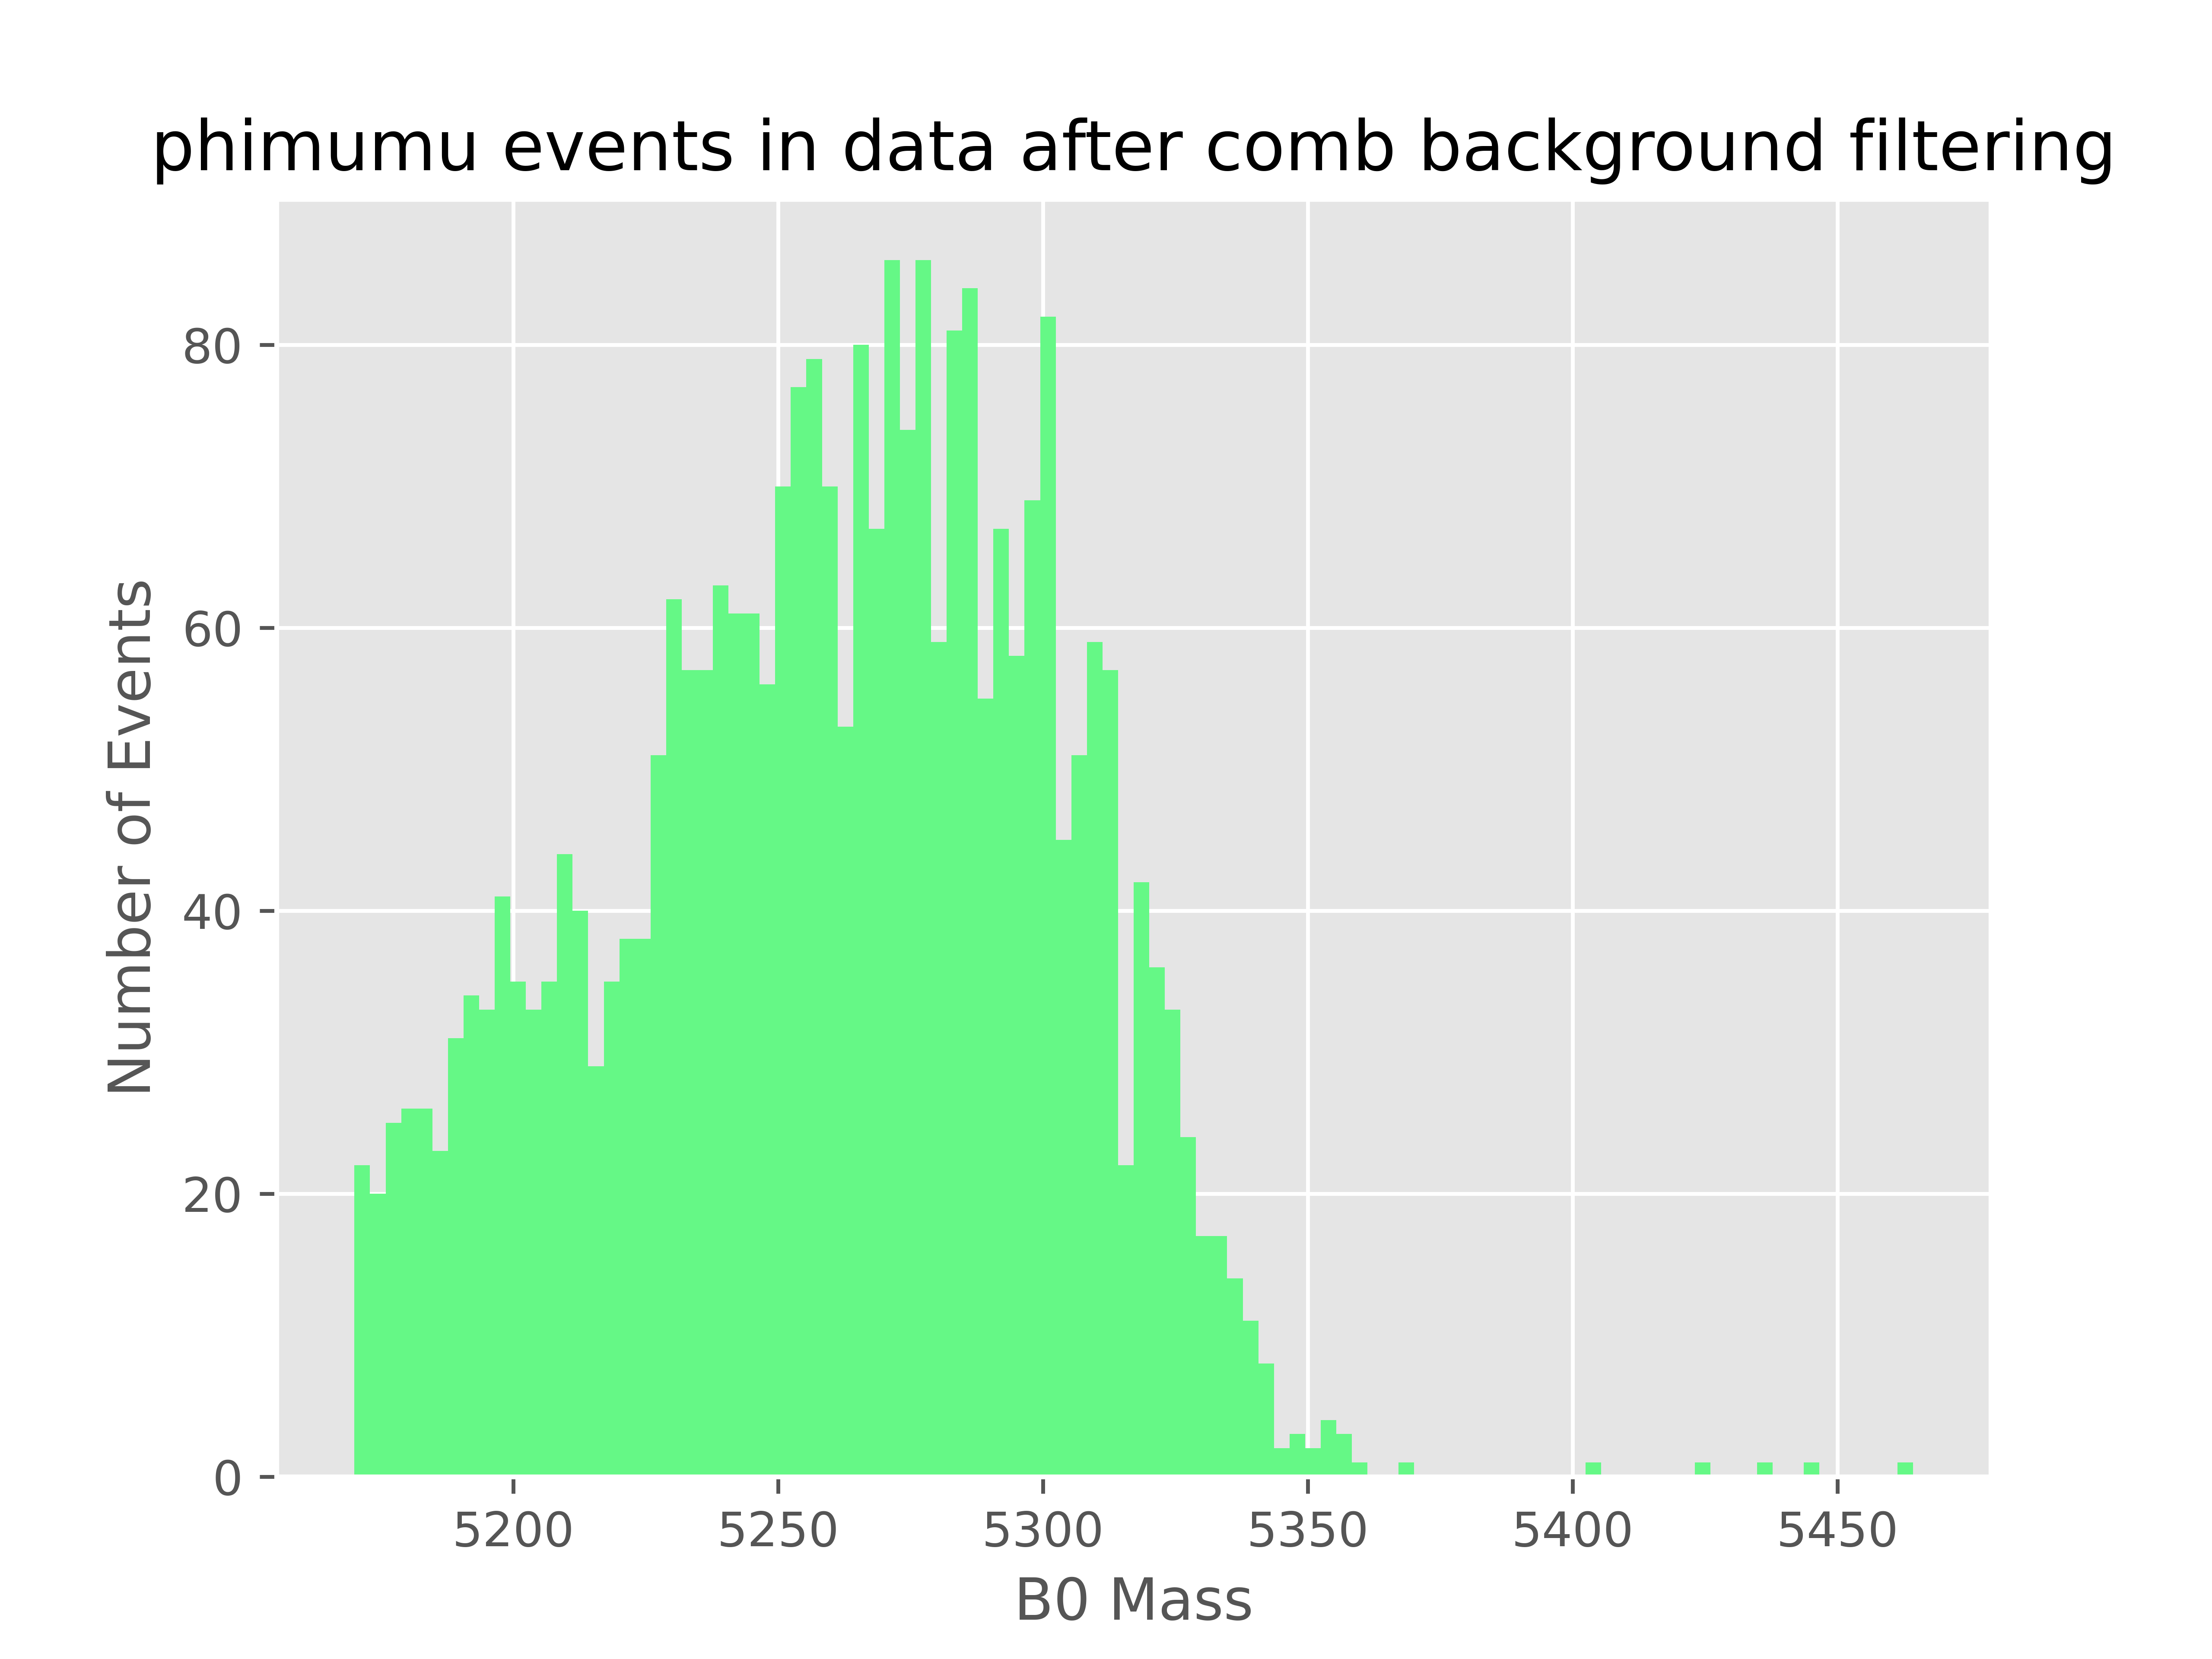 phimumu events in data after comb background filtering
Number of Events
80
60
40
20
0
5200 5250 5300 5350 5400 5450
B0 Mass